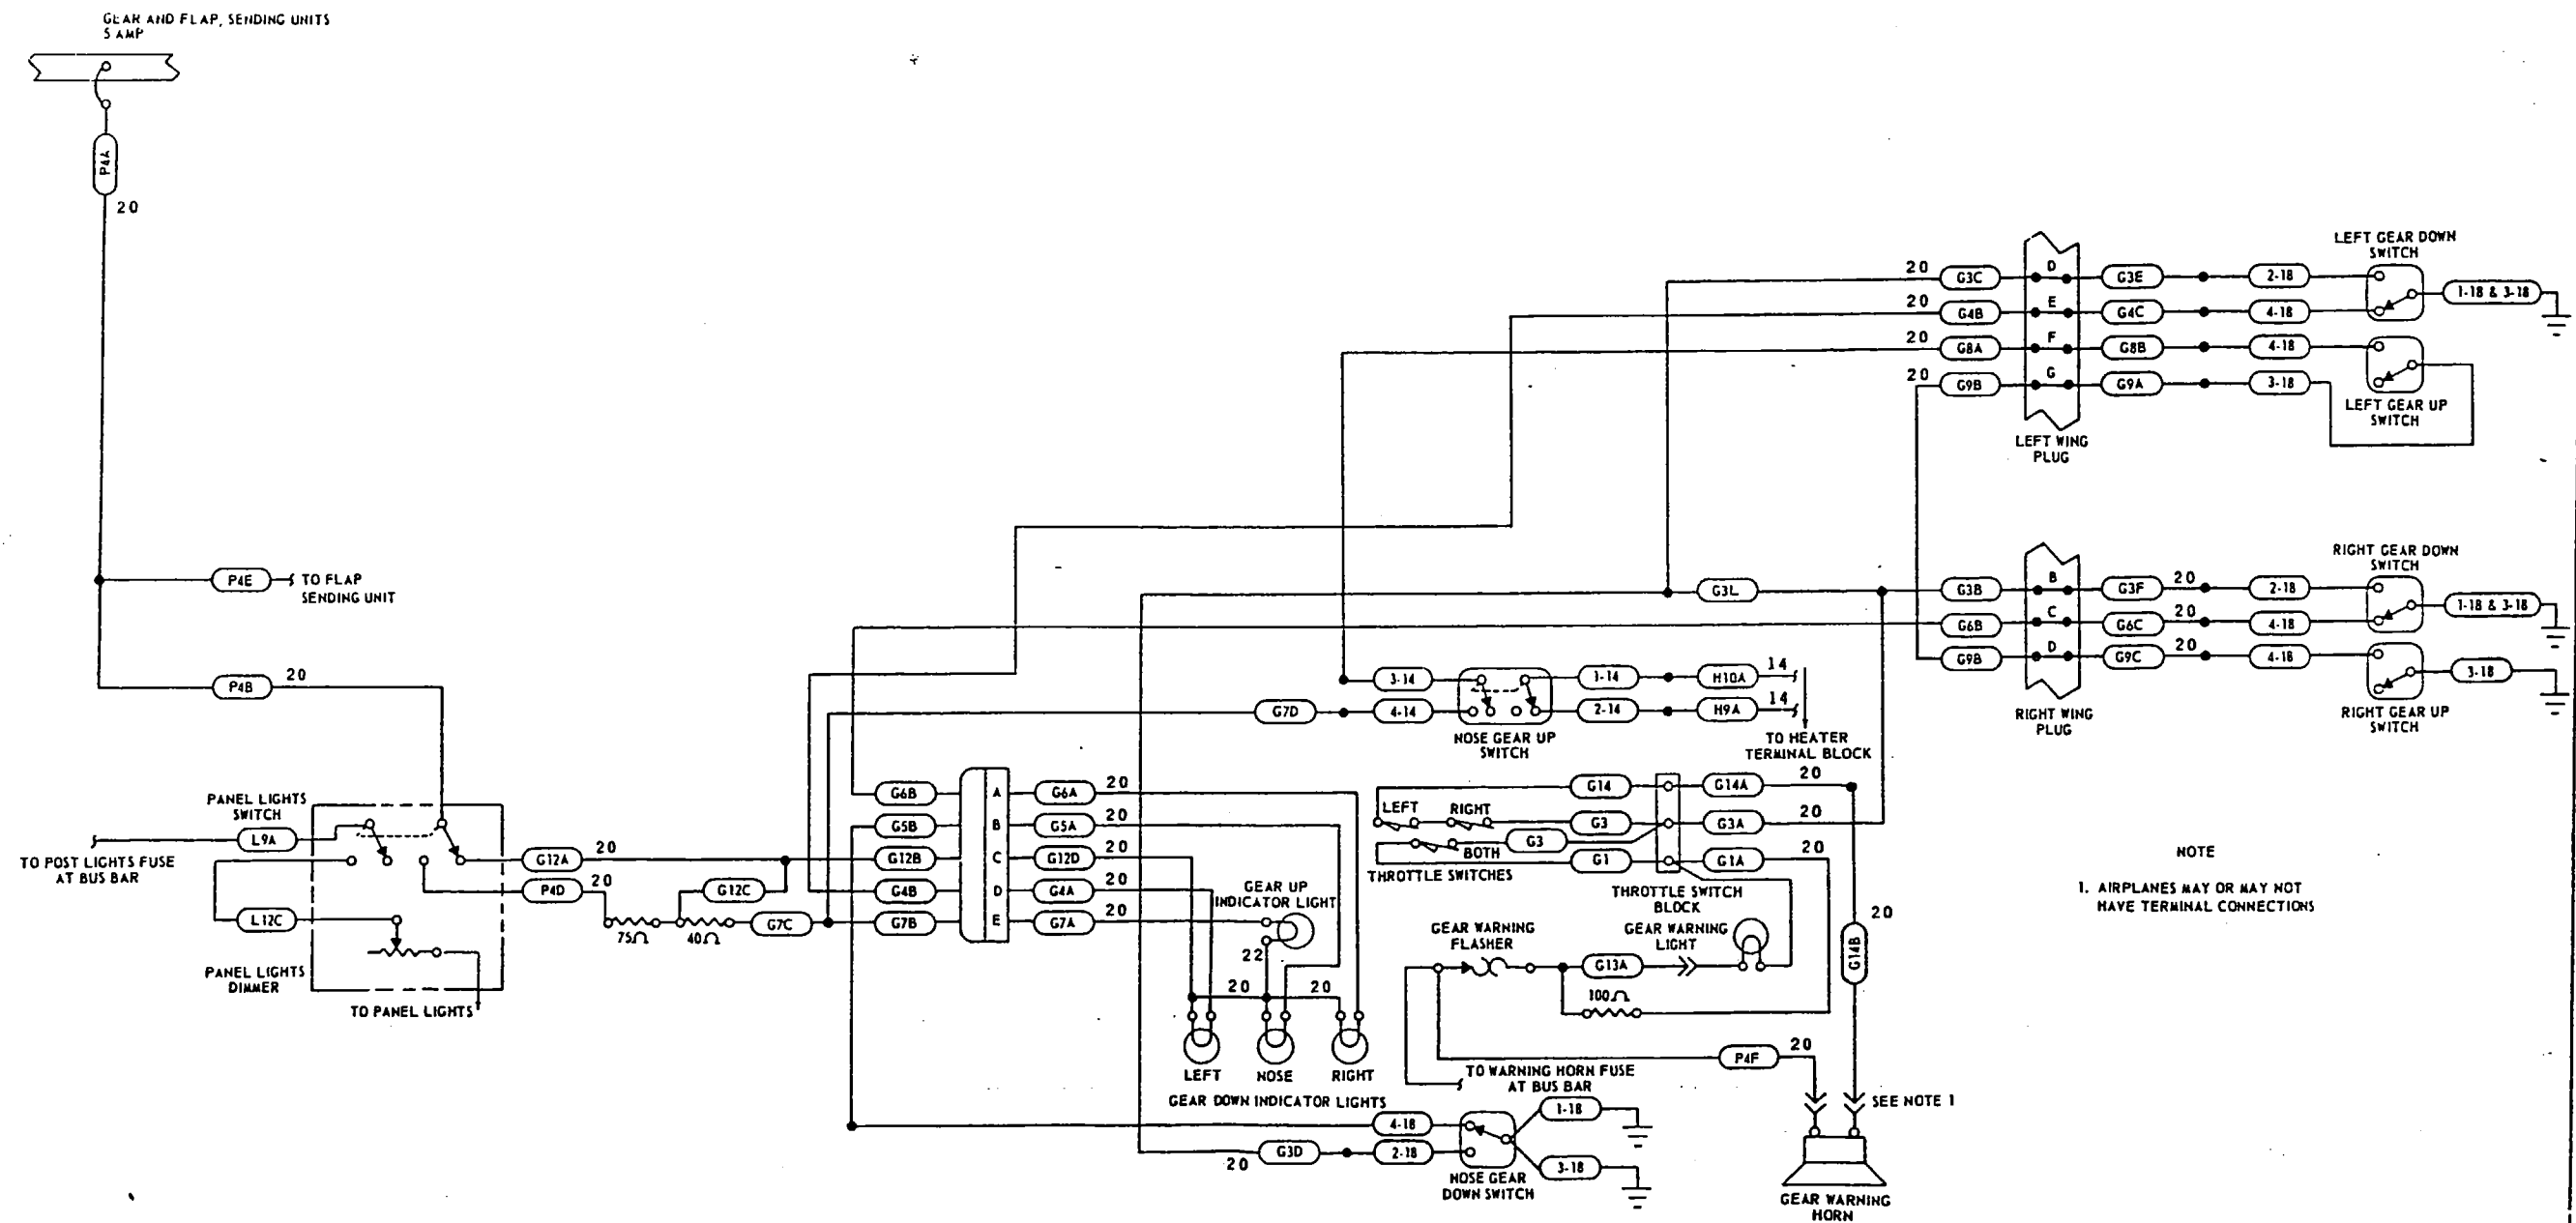 GEAR AND FLAP, SENDING UNITS
5 AMP
P4A
20
LEFT GEAR DOWN
SWITCH
20
G3C
D
G3E
2-18
1-18 & 3-18
20
G4B
E
G4C
4-18
20
G8A
F
G8B
4-18
20
G9B
G
G9A
3-18
LEFT GEAR UP
SWITCH
LEFT WING
PLUG
P4E
TO FLAP
SENDING UNIT
RIGHT GEAR DOWN
SWITCH
G3L
G3B
B
G3F
20
2-18
1-18 & 3-18
G6B
C
G6C
20
4-18
G9B
D
G9C
20
4-18
3-18
RIGHT WING
PLUG
RIGHT GEAR UP
SWITCH
P4B
20
3-14
1-14
H10A
14
G7D
4-14
2-14
H9A
14
NOSE GEAR UP
SWITCH
TO HEATER
TERMINAL BLOCK
PANEL LIGHTS
SWITCH
L9A
TO POST LIGHTS FUSE
AT BUS BAR
L12C
PANEL LIGHTS
DIMMER
TO PANEL LIGHTS
G12A
20
P4D
20
G12C
75Ω
40Ω
G7C
G6B
A
G6A
20
G5B
B
G5A
20
G12B
C
G12D
20
G4B
D
G4A
20
G7B
E
G7A
20
GEAR UP
INDICATOR LIGHT
22
20
20
LEFT
NOSE
RIGHT
GEAR DOWN INDICATOR LIGHTS
G14
G14A
20
LEFT
RIGHT
G3
G3A
20
BOTH
G3
G1
G1A
20
THROTTLE SWITCHES
THROTTLE SWITCH
BLOCK
GEAR WARNING
FLASHER
GEAR WARNING
LIGHT
20
G14B
G13A
100Ω
P4F
20
TO WARNING HORN FUSE
AT BUS BAR
SEE NOTE 1
4-18
1-18
20
G3D
2-18
3-18
NOSE GEAR
DOWN SWITCH
GEAR WARNING
HORN
NOTE
1. AIRPLANES MAY OR MAY NOT
HAVE TERMINAL CONNECTIONS